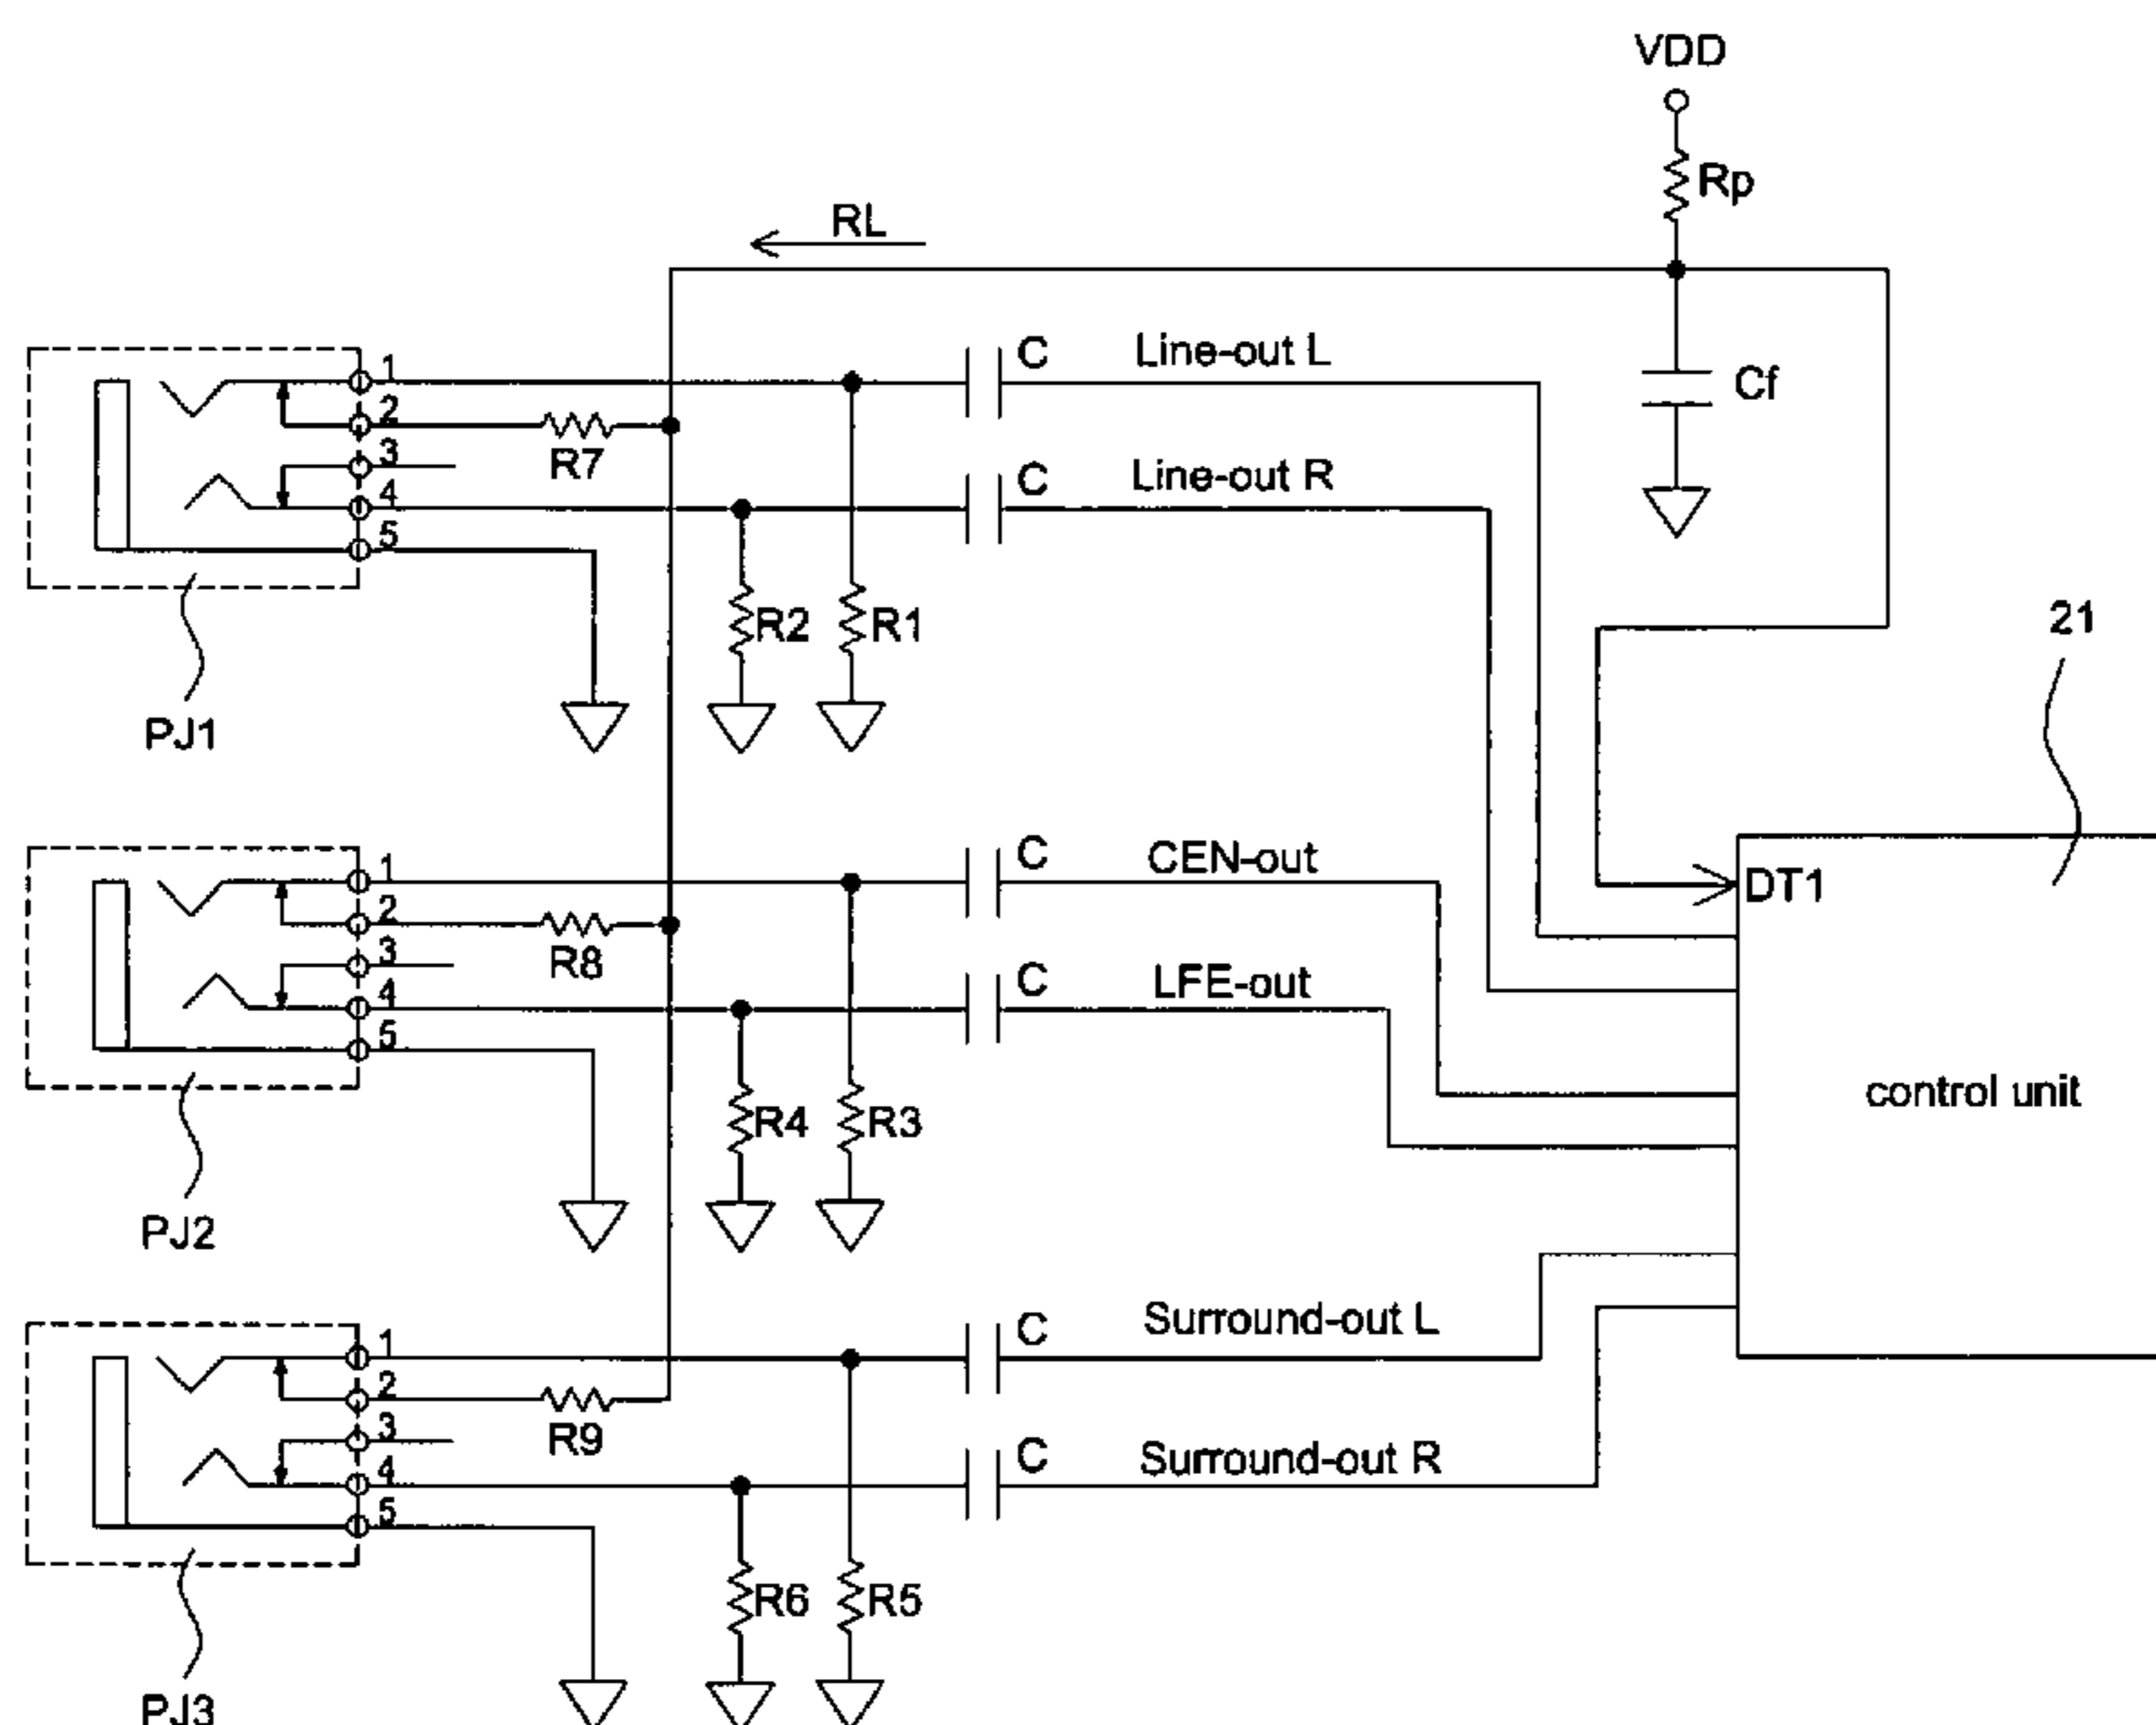 VDD
Rp
RL
1
C
Line-out L
Cf
2
R7
3
C
Line-out R
4
5
R2
R1
21
PJ1
1
C
CEN-out
DT1
2
R8
3
C
LFE-out
4
5
control unit
R4
R3
PJ2
1
C
Surround-out L
2
R9
3
C
Surround-out R
4
5
R6
R5
PJ3